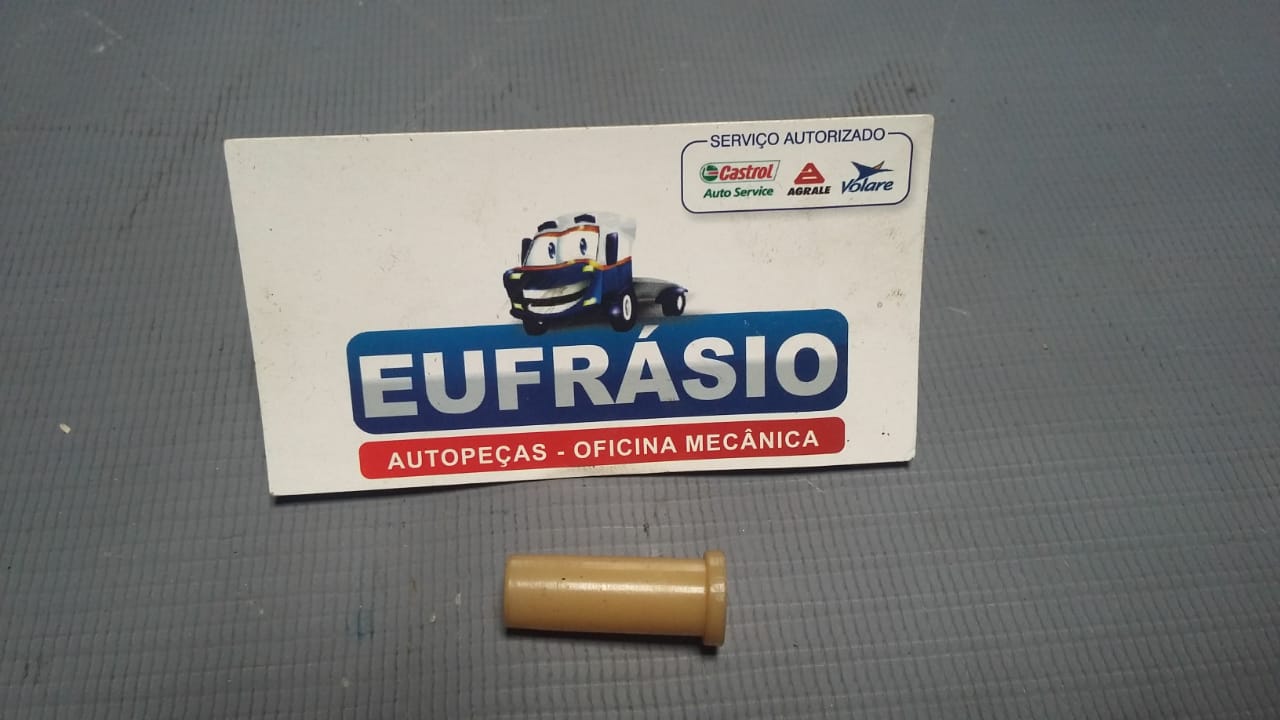 SERVIÇO AUTORIZADO
Castrol
Auto Service
AGRALE
Volare
EUFRÁSIO
AUTOPEÇAS - OFICINA MECÂNICA